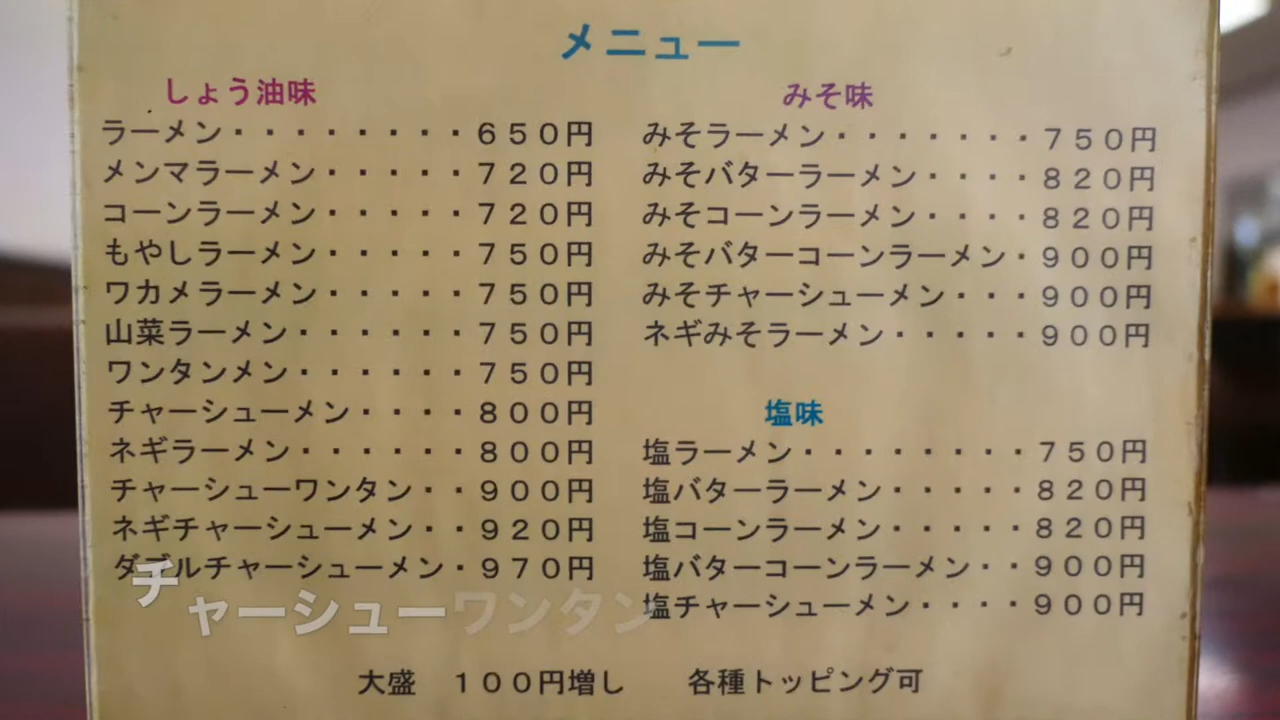 メニュー
しょう油味
ラーメン・・・・・・・・６５０円
メンマラーメン・・・・・７２０円
コーンラーメン・・・・・７２０円
もやしラーメン・・・・・７５０円
ワカメラーメン・・・・・７５０円
山菜ラーメン・・・・・・７５０円
ワンタンメン・・・・・・７５０円
チャーシューメン・・・・８００円
ネギラーメン・・・・・・８００円
チャーシューワンタン・・９００円
ネギチャーシューメン・・９２０円
ダブルチャーシューメン・９７０円
チャーシューワンタン
みそ味
みそラーメン・・・・・・・７５０円
みそバターラーメン・・・・８２０円
みそコーンラーメン・・・・８２０円
みそバターコーンラーメン・９００円
みそチャーシューメン・・・９００円
ネギみそラーメン・・・・・９００円
塩味
塩ラーメン・・・・・・・・７５０円
塩バターラーメン・・・・・８２０円
塩コーンラーメン・・・・・８２０円
塩バターコーンラーメン・・９００円
塩チャーシューメン・・・・９００円
大盛　１００円増し　　各種トッピング可